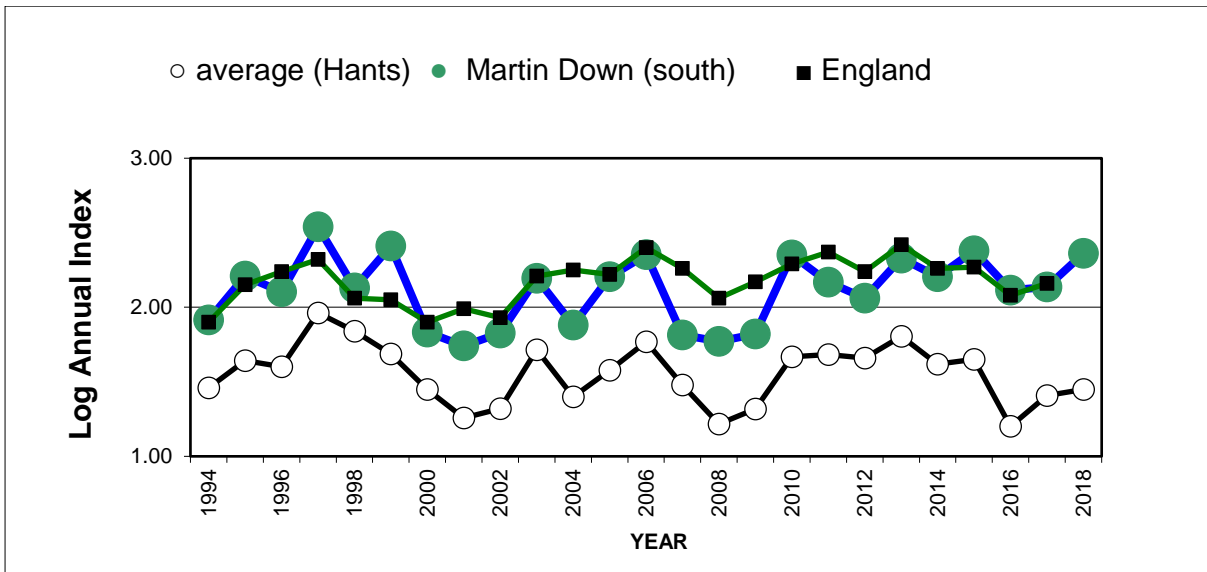 average (Hants) Martin Down (south) England
Log Annual Index
3.00
2.00
1.00
1994 1996 1998 2000 2002 2004 2006 2008 2010 2012 2014 2016 2018
YEAR